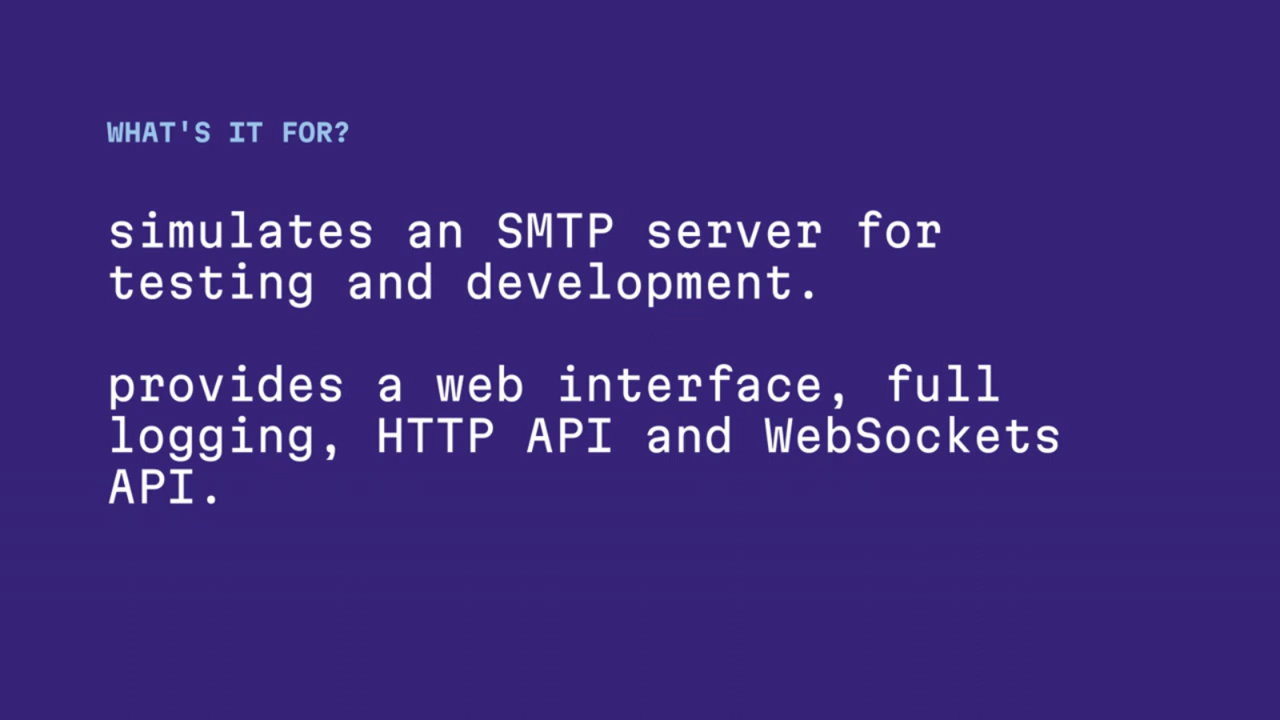 WHAT'S IT FOR?
simulates an SMTP server for
testing and development.
provides a web interface, full
logging, HTTP API and WebSockets
API.